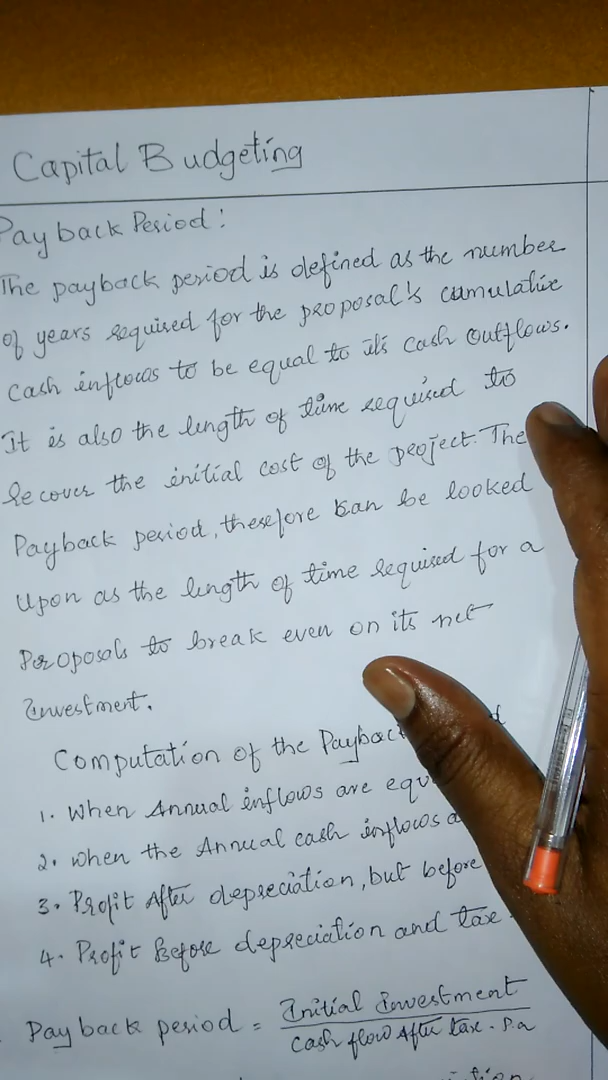 Capital Budgeting
Payback Period:
The payback period is defined as the number
of years required for the proposal's cumulative
cash inflows to be equal to its cash outflows.
It is also the length of time required to
Recover the initial cost of the project. The
Payback period, therefore can be looked
upon as the length of time required for a
Proposals to break even on its net
Investment.
Computation of the Payback
1. When Annual inflows are
2. when the Annual cash inflows
3. Profit After depreciation, but before
4. Profit Before depreciation and tax.
Payback period = Initial Investment
Cash flow After tax. P.a